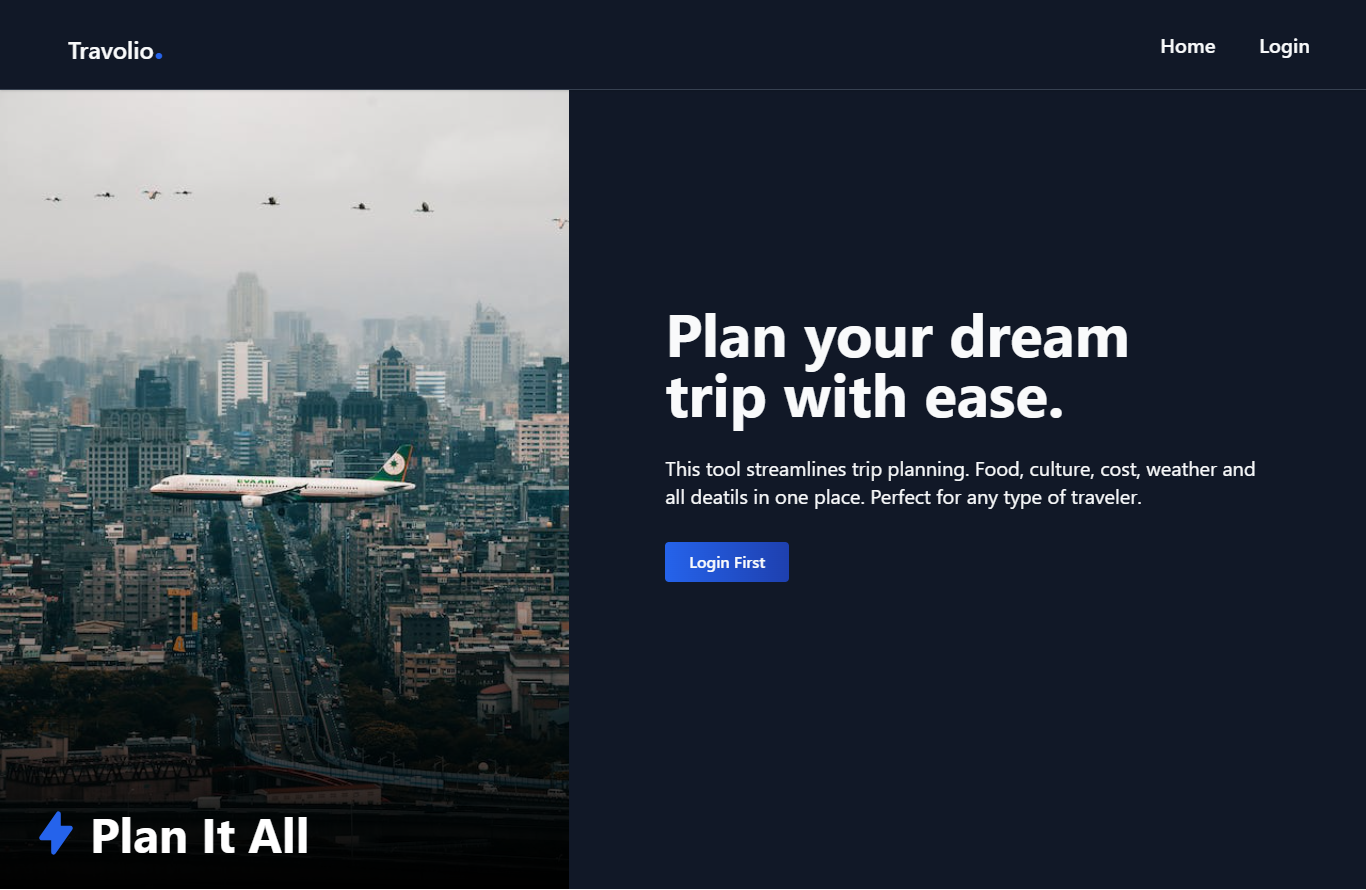 Travolio.
Home Login
EVA AIR
Plan your dream
trip with ease.
This tool streamlines trip planning. Food, culture, cost, weather and
all deatils in one place. Perfect for any type of traveler.
Login First
Plan It All